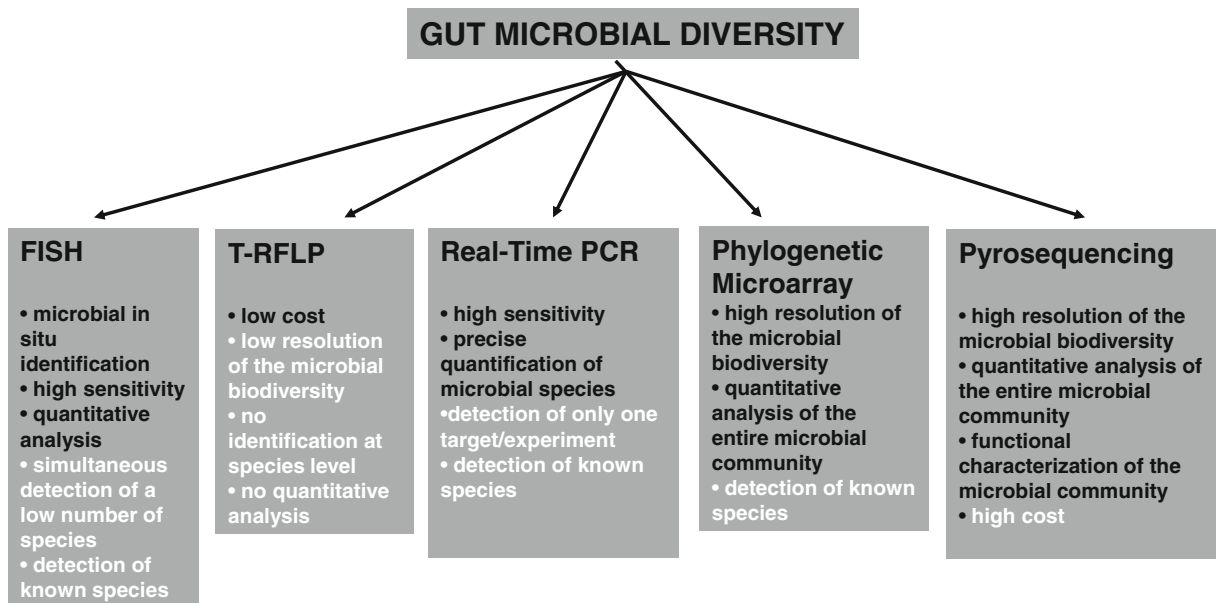 GUT MICROBIAL DIVERSITY
FISH
• microbial in
situ
identification
• high sensitivity
• quantitative
analysis
• simultaneous
detection of a
low number of
species
• detection of
known species
T-RFLP
• low cost
• low resolution
of the microbial
biodiversity
• no
identification at
species level
• no quantitative
analysis
Real-Time PCR
• high sensitivity
• precise
quantification of
microbial species
•detection of only one
target/experiment
• detection of known
species
Phylogenetic
Microarray
• high resolution of
the microbial
biodiversity
• quantitative
analysis of the
entire microbial
community
• detection of known
species
Pyrosequencing
• high resolution of the
microbial biodiversity
• quantitative analysis of
the entire microbial
community
• functional
characterization of the
microbial community
• high cost